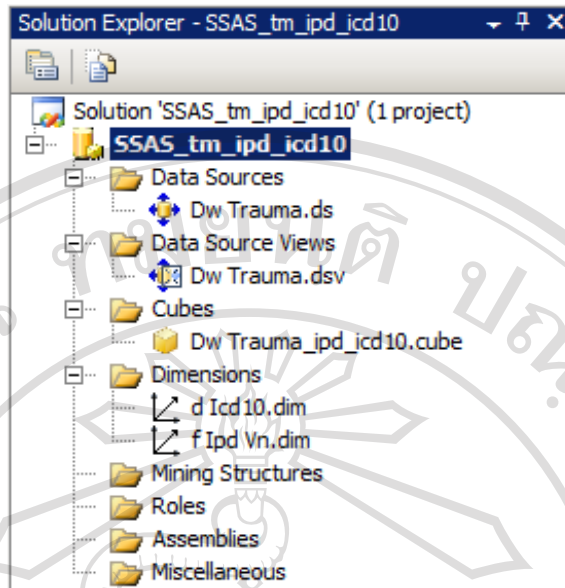 Solution Explorer - SSAS_tm_ipd_icd10
Solution 'SSAS_tm_ipd_icd10' (1 project)
SSAS_tm_ipd_icd10
Data Sources
Dw Trauma.ds
Data Source Views
Dw Trauma.dsv
Cubes
Dw Trauma_ipd_icd10.cube
Dimensions
d Icd10.dim
f Ipd Vn.dim
Mining Structures
Roles
Assemblies
Miscellaneous